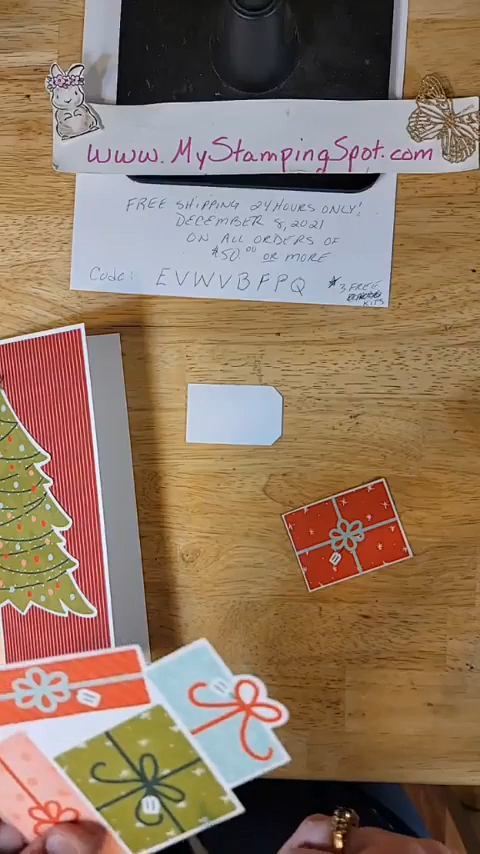 www.MyStampingSpot.com
FREE SHIPPING 24 HOURS ONLY!
DECEMBER 8, 2021
ON ALL ORDERS OF
$50.00 OR MORE
Code: EVWVBFPQ
*3 FREE
KITS